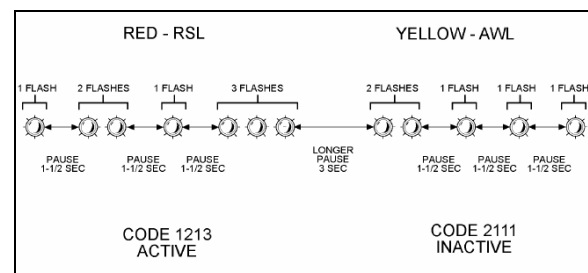 RED - RSL
YELLOW - AWL
1 FLASH
2 FLASHES
1 FLASH
3 FLASHES
2 FLASHES
1 FLASH
1 FLASH
1 FLASH
PAUSE
1-1/2 SEC
PAUSE
1-1/2 SEC
PAUSE
1-1/2 SEC
LONGER
PAUSE
3 SEC
PAUSE
1-1/2 SEC
PAUSE
1-1/2 SEC
PAUSE
1-1/2 SEC
CODE 1213
ACTIVE
CODE 2111
INACTIVE